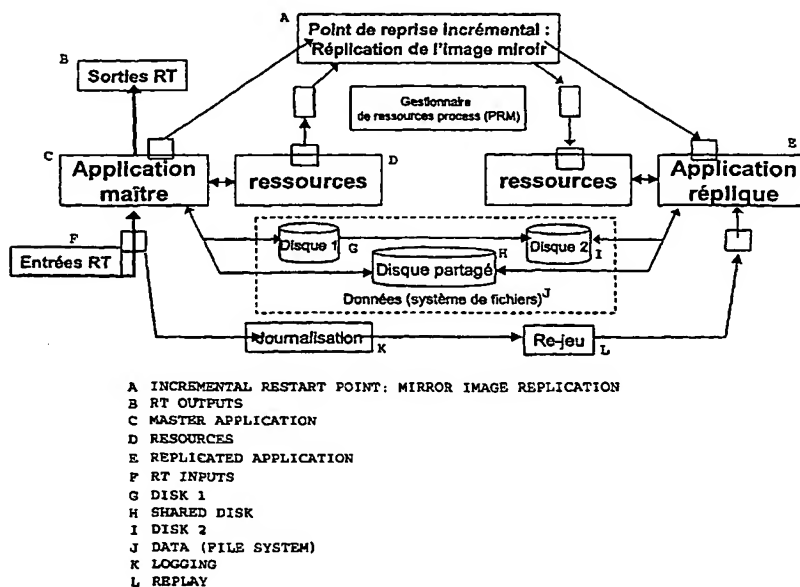 A
Point de reprise incrémental :
Réplication de l'image miroir
B
Sorties RT
Gestionnaire
de ressources process (PRM)
C
Application
maître
ressources
D
ressources
E
Application
réplique
F
Entrées RT
Disque 1
G
Disque partagé
H
Disque 2
I
Données (système de fichiers)
J
Journalisation
K
Re-jeu
L
A INCREMENTAL RESTART POINT: MIRROR IMAGE REPLICATION
B RT OUTPUTS
C MASTER APPLICATION
D RESOURCES
E REPLICATED APPLICATION
F RT INPUTS
G DISK 1
H SHARED DISK
I DISK 2
J DATA (FILE SYSTEM)
K LOGGING
L REPLAY